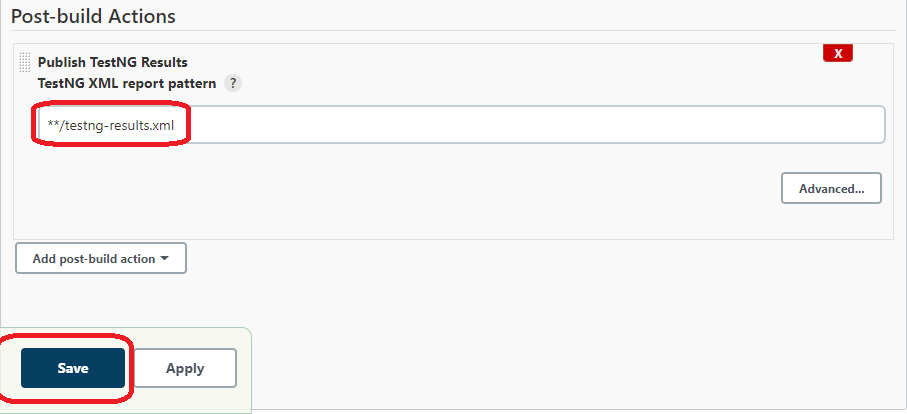 Post-build Actions
X
Publish TestNG Results
TestNG XML report pattern ?
**/testng-results.xml
Advanced...
Add post-build action
Save
Apply